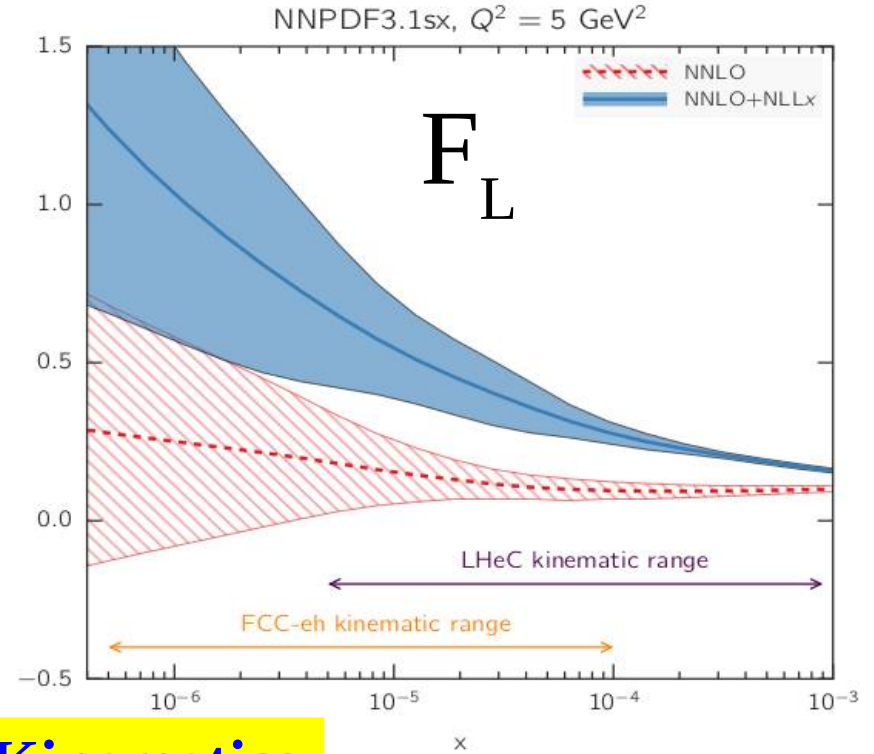 NNPDF3.1sx, Q² = 5 GeV²
1.5
NNLO
NNLO+NLLx
F_L
1.0
0.5
0.0
LHeC kinematic range
FCC-eh kinematic range
−0.5
10⁻⁶ 10⁻⁵ 10⁻⁴ 10⁻³
x